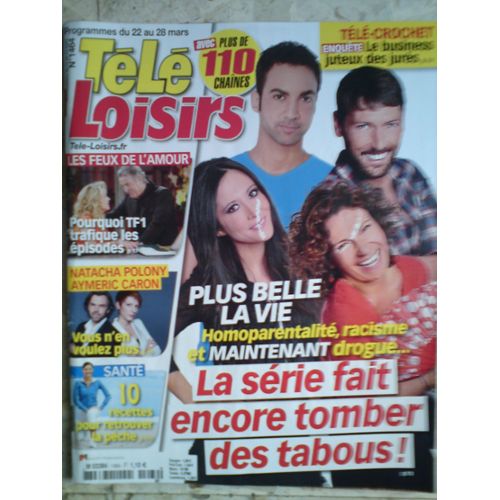 Programmes du 22 au 28 mars
N°1464
Télé
Loisirs
Tele-Loisirs.fr
avec PLUS DE
110
CHAÎNES
TÉLÉ-CROCHET
ENQUÊTE Le business
juteux des jurés
LES FEUX DE L'AMOUR
Pourquoi TF1
trafique les
épisodes
NATACHA POLONY
AYMERIC CARON
Vous n'en
voulez plus
SANTÉ
10
recettes
pour retrouver
la pêche
PLUS BELLE
LA VIE
Homoparentalité, racisme
et MAINTENANT drogue...
La série fait
encore tomber
des tabous !